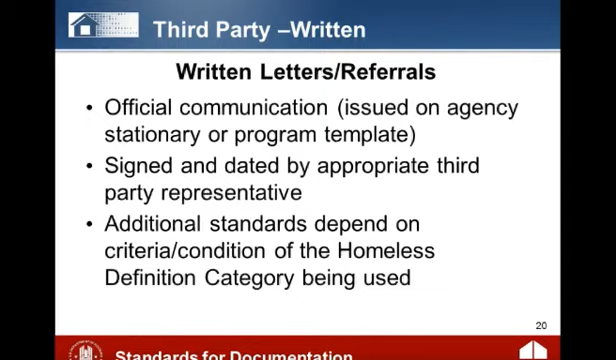 Third Party –Written
Written Letters/Referrals
• Official communication (issued on agency
stationary or program template)
• Signed and dated by appropriate third
party representative
• Additional standards depend on
criteria/condition of the Homeless
Definition Category being used
20
Standards for Documentation